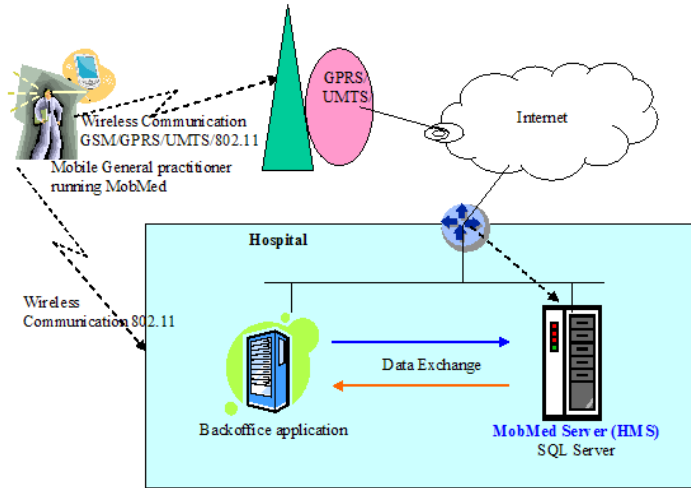 GPRS/
UMTS/
Internet
Wireless Communication
GSM/GPRS/UMTS/802.11
Mobile General practitioner
running MobMed
Hospital
Wireless
Communication 802.11
Data Exchange
Backoffice application
MobMed Server (HMS)
SQL Server